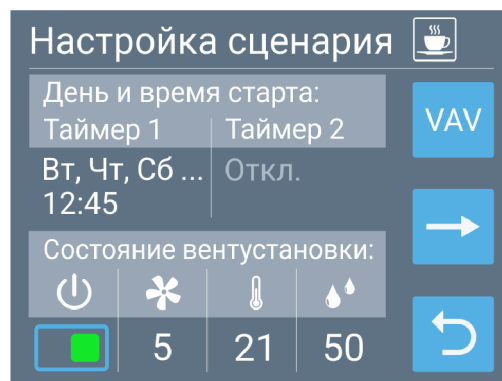 Настройка сценария
День и время старта:
Таймер 1 Таймер 2
VAV
Вт, Чт, Сб ... Откл.
12:45
Состояние вентустановки:
5 21 50